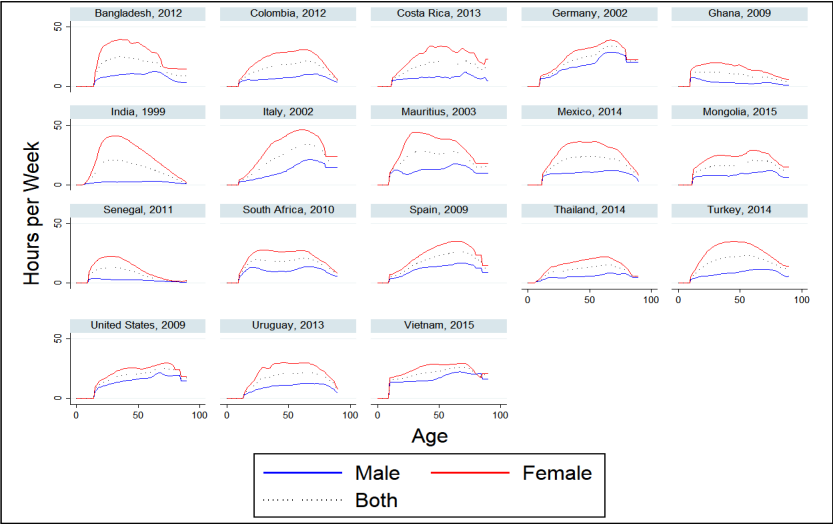 Bangladesh, 2012 Colombia, 2012 Costa Rica, 2013 Germany, 2002 Ghana, 2009
50
0
India, 1999 Italy, 2002 Mauritius, 2003 Mexico, 2014 Mongolia, 2015
50
0
Senegal, 2011 South Africa, 2010 Spain, 2009 Thailand, 2014 Turkey, 2014
50
0
0 50 100 0 50 100
United States, 2009 Uruguay, 2013 Vietnam, 2015
50
0
0 50 100 0 50 100 0 50 100
Hours per Week
Age
Male Female
Both